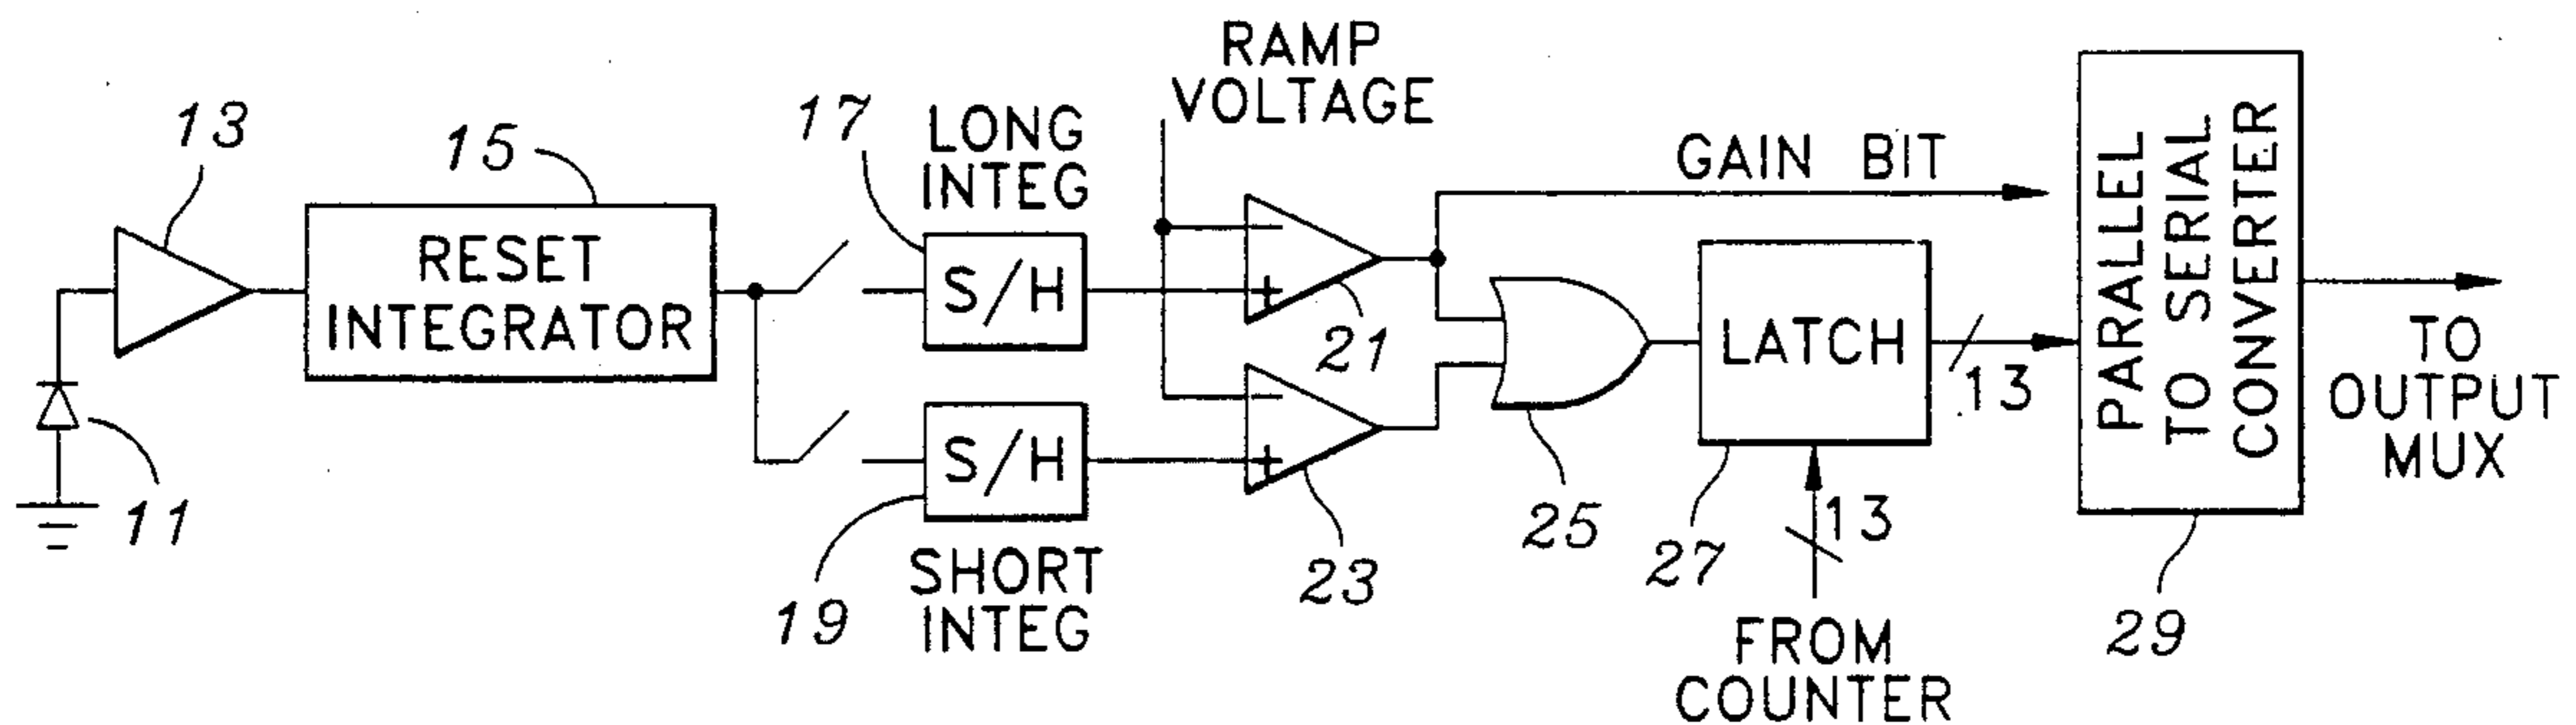 13
15
RESET
INTEGRATOR
11
17
LONG
INTEG
S/H
19
S/H
SHORT
INTEG
RAMP
VOLTAGE
−
+
21
−
+
23
GAIN BIT
25
LATCH
27
13
13
FROM
COUNTER
PARALLEL
TO SERIAL
CONVERTER
29
TO
OUTPUT
MUX